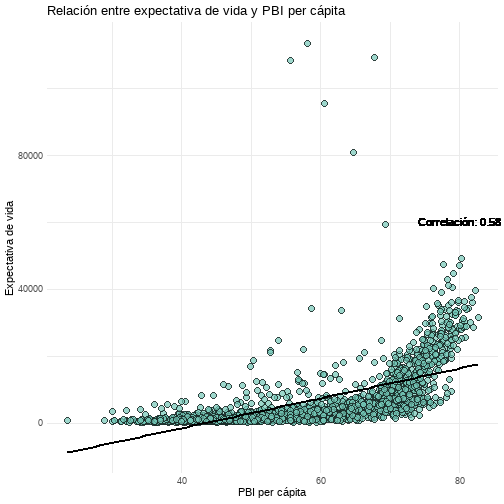 Relación entre expectativa de vida y PBI per cápita
80000
Correlación: 0.58
Expectativa de vida
40000
0
40
60
80
PBI per cápita